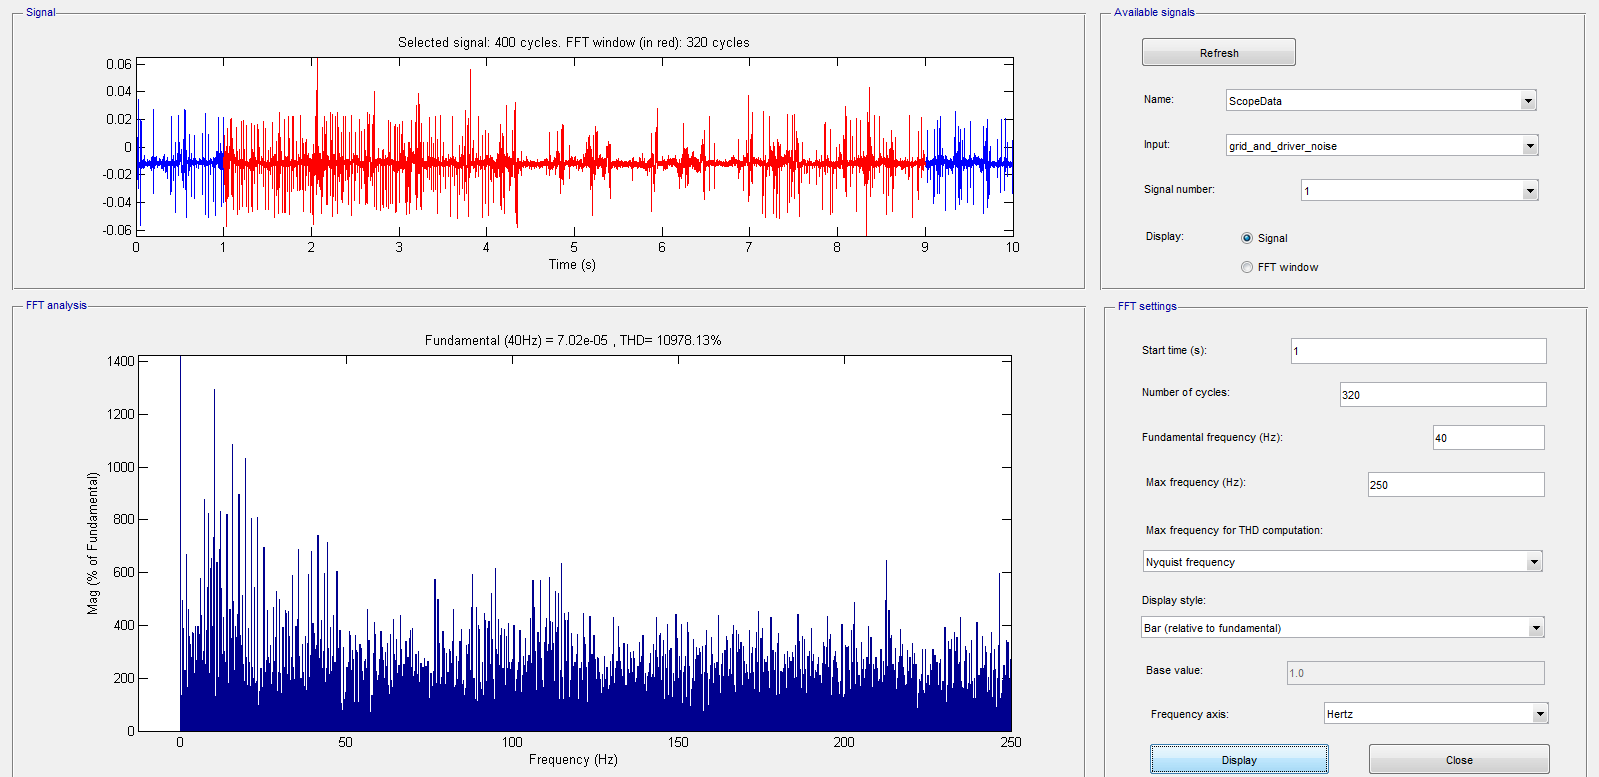 Signal
Selected signal: 400 cycles. FFT window (in red): 320 cycles
0.06
0.04
0.02
0
-0.02
-0.04
-0.06
0 1 2 3 4 5 6 7 8 9 10
Time (s)
Available signals
Refresh
Name: ScopeData
Input: grid_and_driver_noise
Signal number: 1
Display: Signal
FFT window
FFT analysis
Fundamental (40Hz) = 7.02e-05 , THD= 10978.13%
Mag (% of Fundamental)
1400
1200
1000
800
600
400
200
0
0 50 100 150 200 250
Frequency (Hz)
FFT settings
Start time (s): 1
Number of cycles: 320
Fundamental frequency (Hz): 40
Max frequency (Hz): 250
Max frequency for THD computation:
Nyquist frequency
Display style:
Bar (relative to fundamental)
Base value: 1.0
Frequency axis: Hertz
Display Close